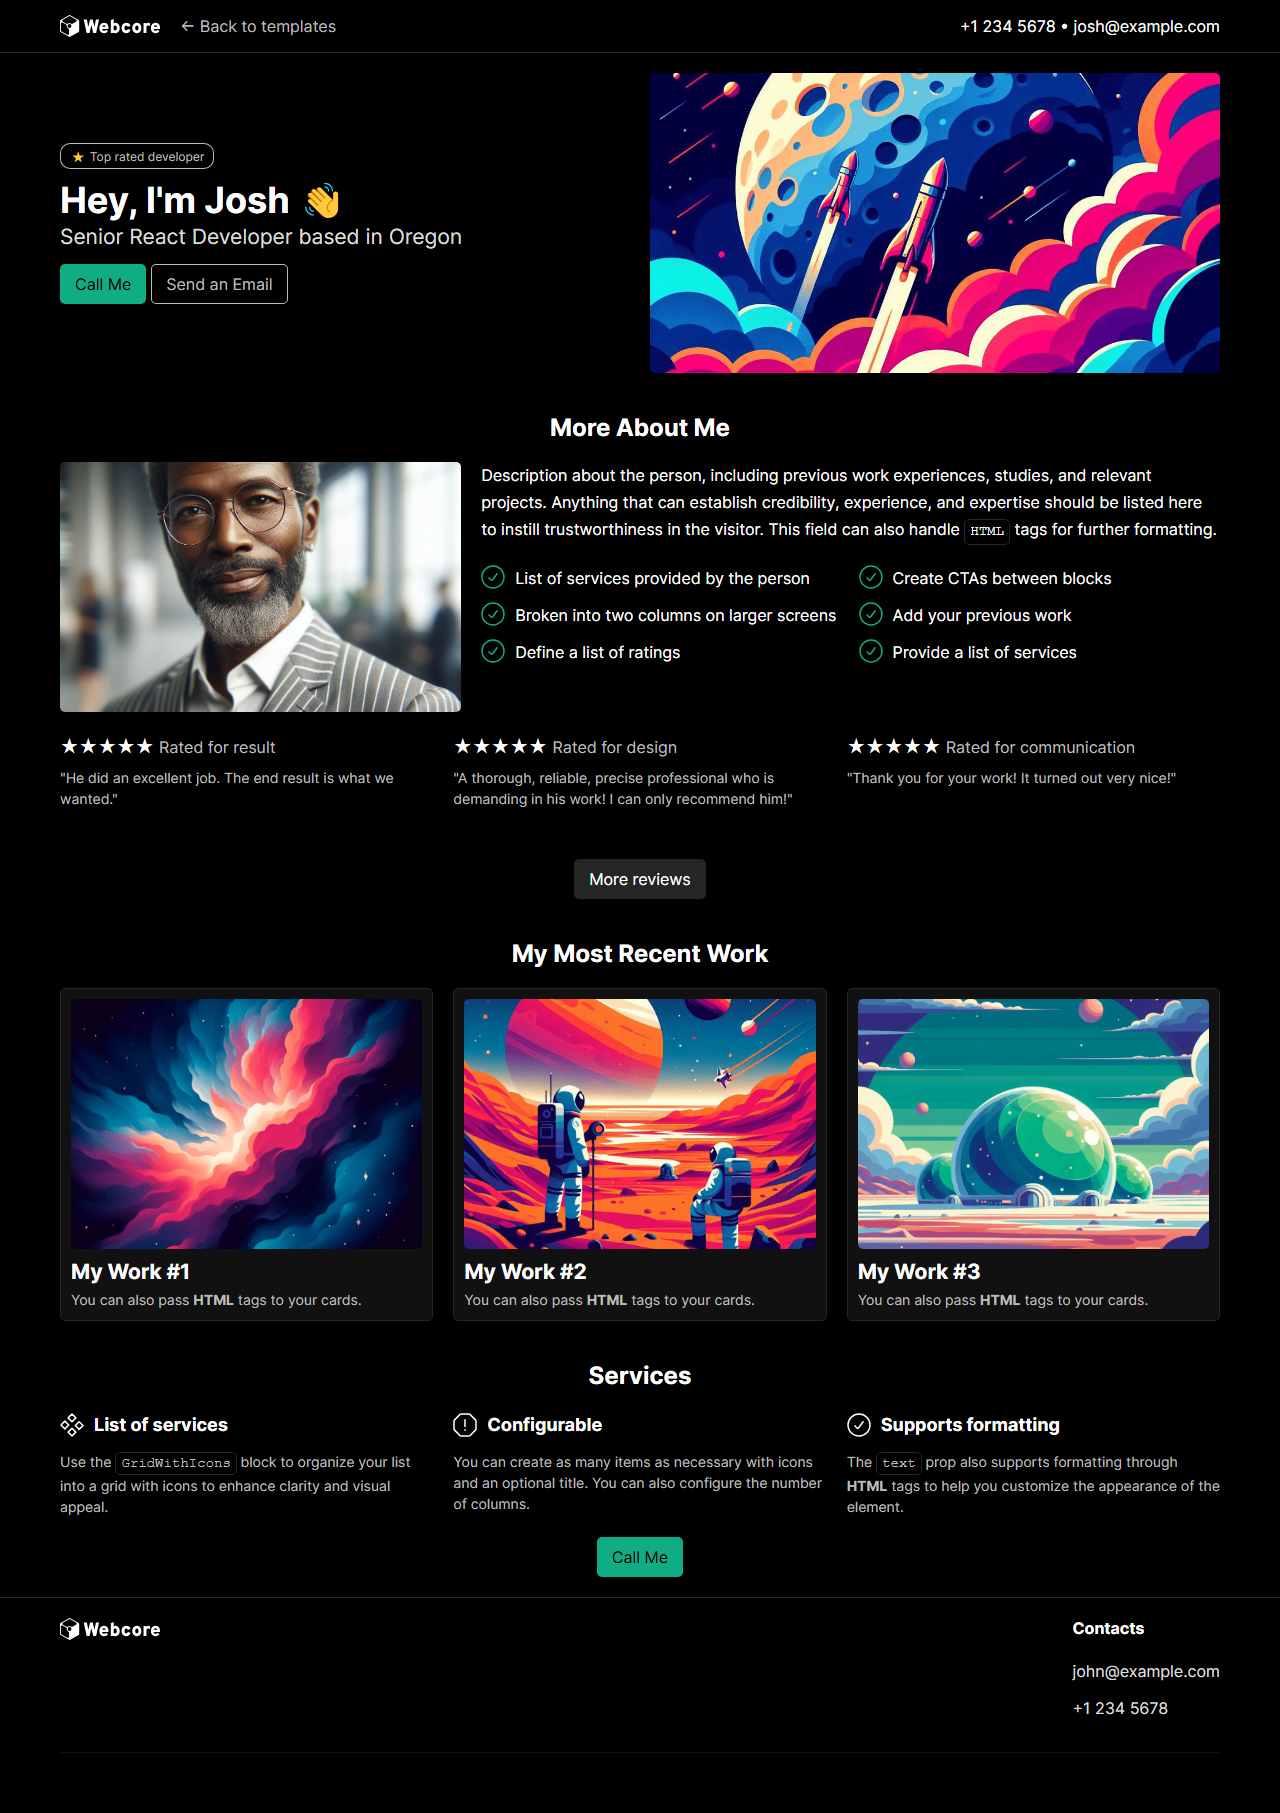 Webcore
← Back to templates
+1 234 5678 • josh@example.com
★ Top rated developer
Hey, I'm Josh 👋
Senior React Developer based in Oregon
Call Me
Send an Email
More About Me
Description about the person, including previous work experiences, studies, and relevant
projects. Anything that can establish credibility, experience, and expertise should be listed here
to instill trustworthiness in the visitor. This field can also handle HTML tags for further formatting.
List of services provided by the person
Broken into two columns on larger screens
Define a list of ratings
Create CTAs between blocks
Add your previous work
Provide a list of services
★★★★★ Rated for result
"He did an excellent job. The end result is what we
wanted."
★★★★★ Rated for design
"A thorough, reliable, precise professional who is
demanding in his work! I can only recommend him!"
★★★★★ Rated for communication
"Thank you for your work! It turned out very nice!"
More reviews
My Most Recent Work
My Work #1
You can also pass HTML tags to your cards.
My Work #2
You can also pass HTML tags to your cards.
My Work #3
You can also pass HTML tags to your cards.
Services
List of services
Use the GridWithIcons block to organize your list
into a grid with icons to enhance clarity and visual
appeal.
Configurable
You can create as many items as necessary with icons
and an optional title. You can also configure the number
of columns.
Supports formatting
The text prop also supports formatting through
HTML tags to help you customize the appearance of the
element.
Call Me
Webcore
Contacts
john@example.com
+1 234 5678